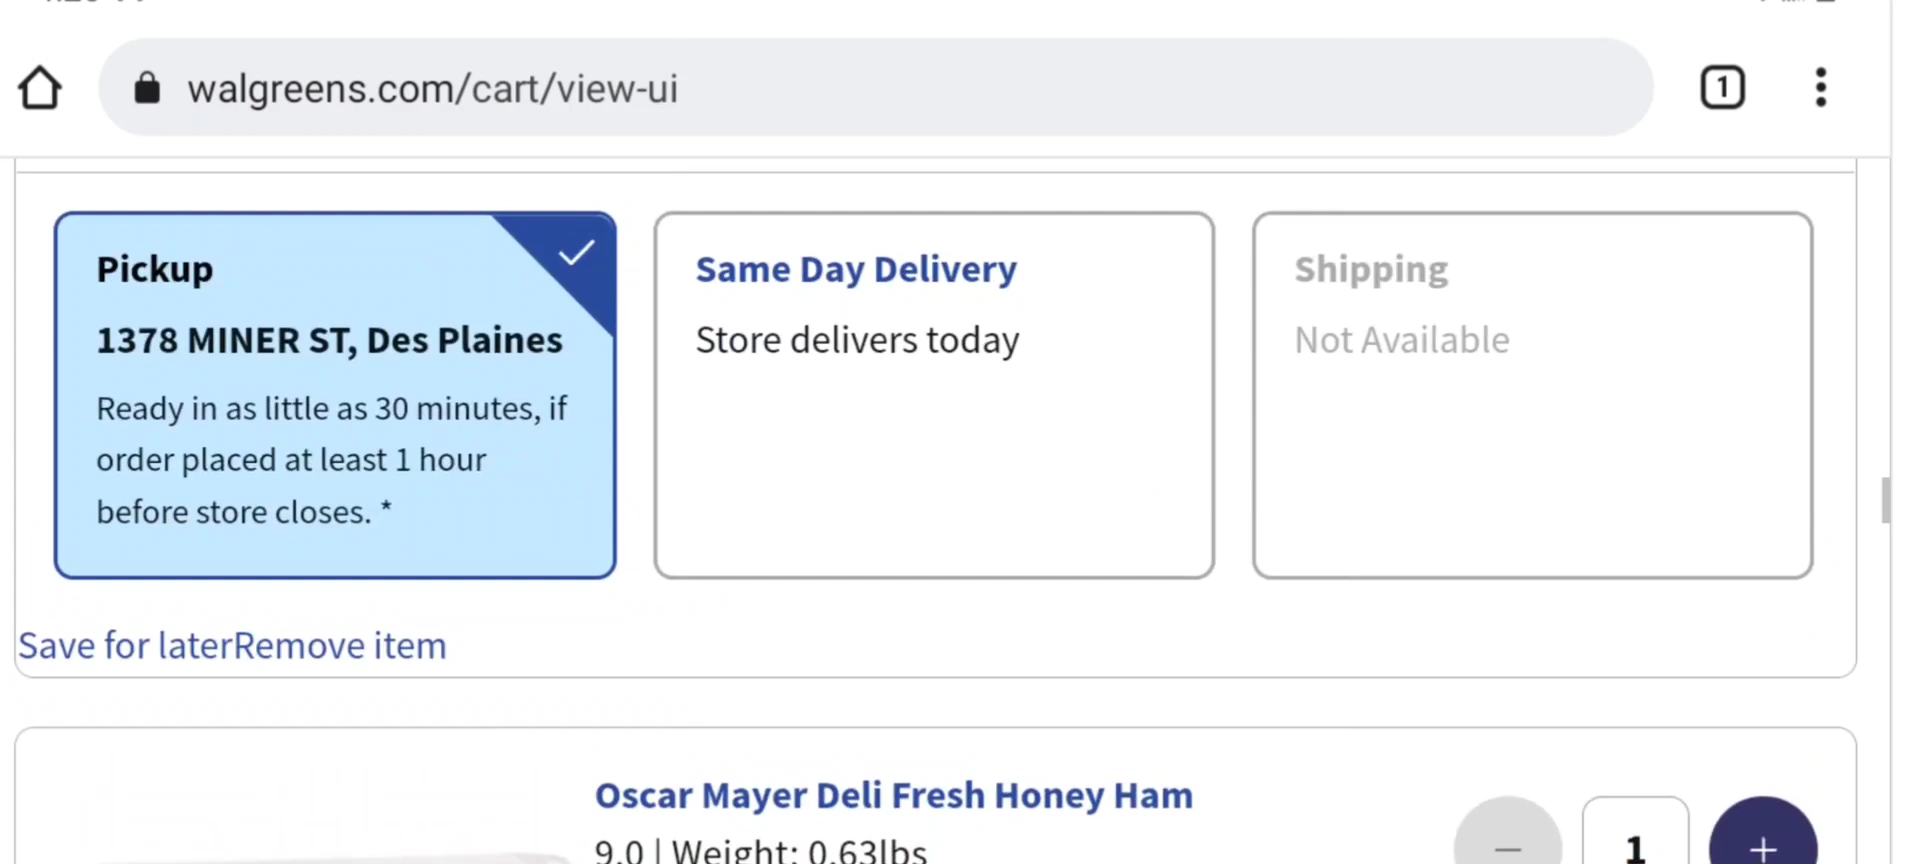 walgreens.com/cart/view-ui
1
Pickup
1378 MINER ST, Des Plaines
Ready in as little as 30 minutes, if
order placed at least 1 hour
before store closes. *
Same Day Delivery
Store delivers today
Shipping
Not Available
Save for laterRemove item
Oscar Mayer Deli Fresh Honey Ham
9.0 | Weight: 0.63lbs
1